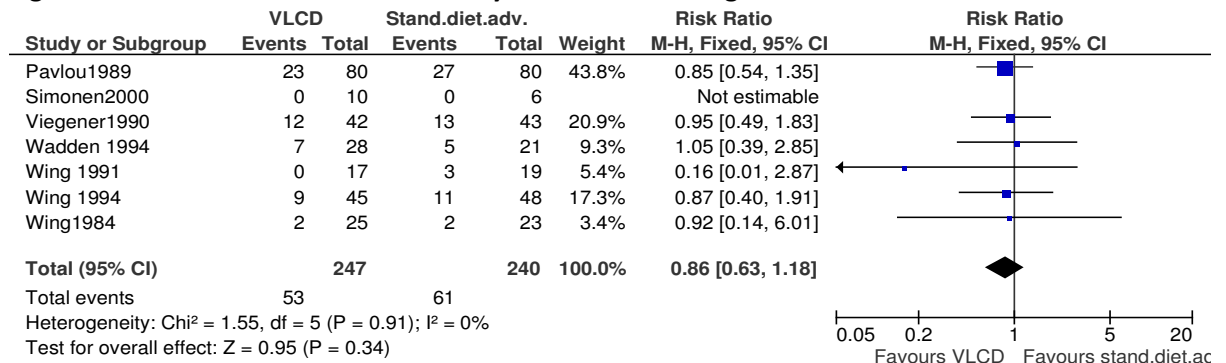 VLCD Stand.diet.adv. Risk Ratio Risk Ratio
Study or Subgroup Events Total Events Total Weight M-H, Fixed, 95% CI M-H, Fixed, 95% CI
Pavlou1989 23 80 27 80 43.8% 0.85 [0.54, 1.35]
Simonen2000 0 10 0 6 Not estimable
Viegener1990 12 42 13 43 20.9% 0.95 [0.49, 1.83]
Wadden 1994 7 28 5 21 9.3% 1.05 [0.39, 2.85]
Wing 1991 0 17 3 19 5.4% 0.16 [0.01, 2.87]
Wing 1994 9 45 11 48 17.3% 0.87 [0.40, 1.91]
Wing1984 2 25 2 23 3.4% 0.92 [0.14, 6.01]
Total (95% CI) 247 240 100.0% 0.86 [0.63, 1.18]
Total events 53 61
Heterogeneity: Chi² = 1.55, df = 5 (P = 0.91); I² = 0%
Test for overall effect: Z = 0.95 (P = 0.34)
0.05 0.2 1 5 20
Favours VLCD Favours stand.diet.ad